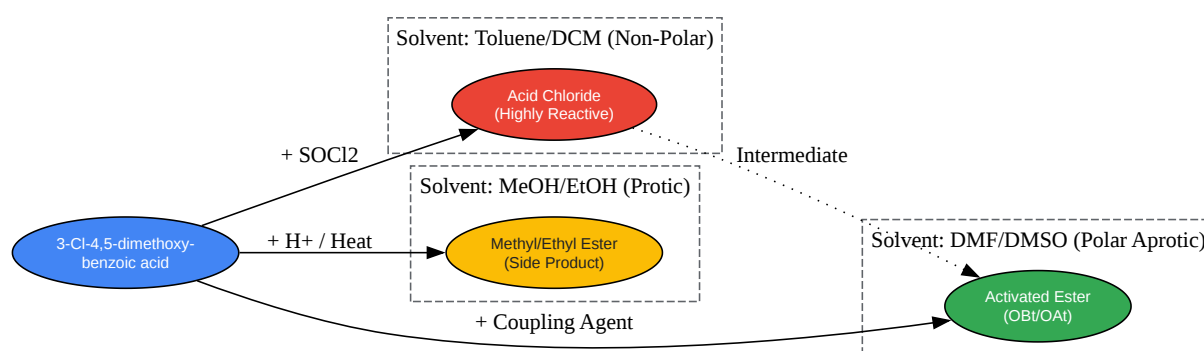 Solvent: Toluene/DCM (Non-Polar)
Acid Chloride
(Highly Reactive)
+ SOCl2
Intermediate
Solvent: MeOH/EtOH (Protic)
3-Cl-4,5-dimethoxy-
benzoic acid
+ H+ / Heat
Methyl/Ethyl Ester
(Side Product)
Solvent: DMF/DMSO (Polar Aprotic)
Activated Ester
(OBt/OAt)
+ Coupling Agent